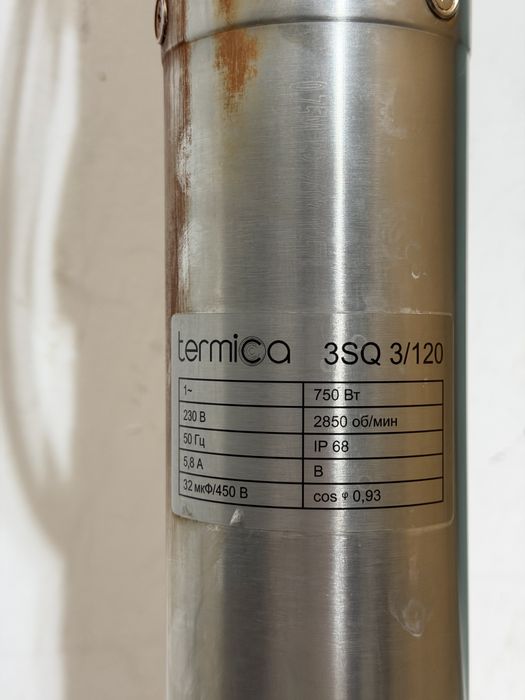 termica 3SQ 3/120
1~ 750 Вт
230 В 2850 об/мин
50 Гц IP 68
5,8 А В
32 мкФ/450 В cos φ 0,93